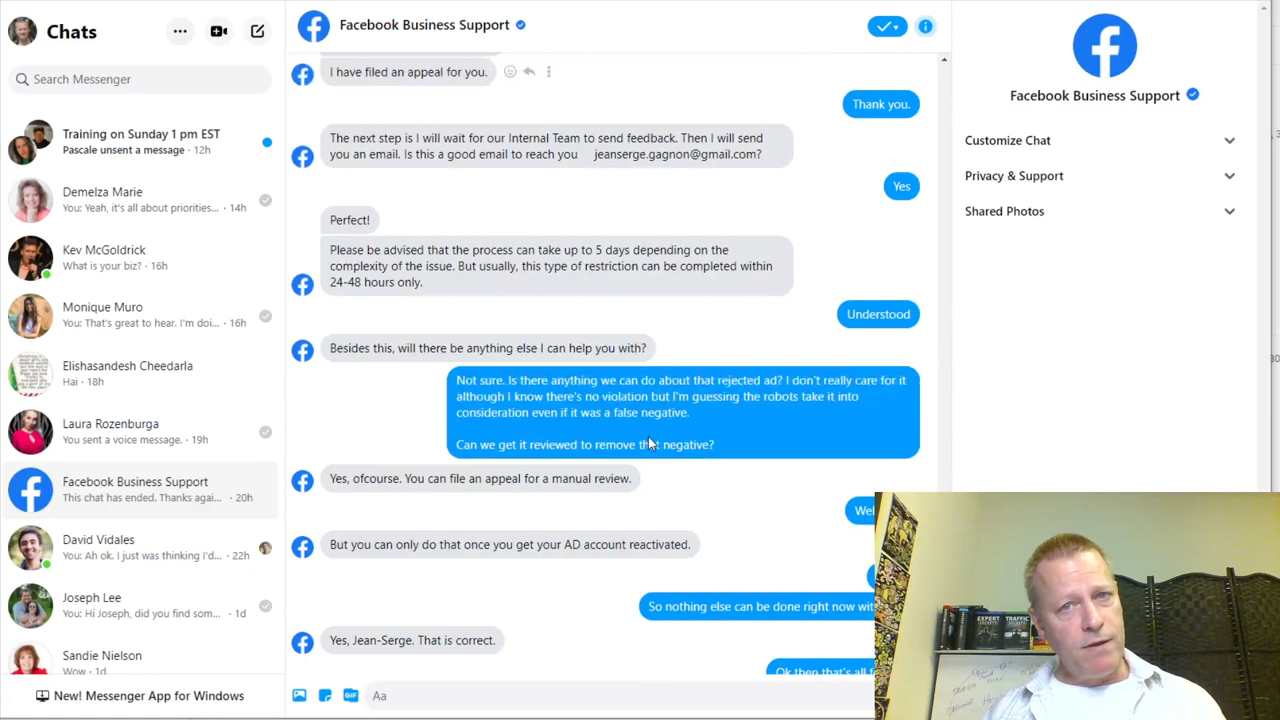 Chats
Search Messenger
Training on Sunday 1 pm EST
Pascale unsent a message · 12h
Demelza Marie
You: Yeah, it's all about priorities... · 14h
Kev McGoldrick
What is your biz? · 16h
Monique Muro
You: That's great to hear. I'm doi... · 16h
Elishasandesh Cheedarla
Hai · 18h
Laura Rozenburga
You sent a voice message. · 19h
Facebook Business Support
This chat has ended. Thanks agai... · 20h
David Vidales
You: Ah ok. I just was thinking I'd... · 22h
Joseph Lee
You: Hi Joseph, did you find som... · 1d
Sandie Nielson
Wow · 1d
New! Messenger App for Windows
Facebook Business Support
I have filed an appeal for you.
Thank you.
The next step is I will wait for our Internal Team to send feedback. Then I will send
you an email. Is this a good email to reach you jeanserge.gagnon@gmail.com?
Yes
Perfect!
Please be advised that the process can take up to 5 days depending on the
complexity of the issue. But usually, this type of restriction can be completed within
24-48 hours only.
Understood
Besides this, will there be anything else I can help you with?
Not sure. Is there anything we can do about that rejected ad? I don't really care for it
although I know there's no violation but I'm guessing the robots take it into
consideration even if it was a false negative.
Can we get it reviewed to remove that negative?
Yes, ofcourse. You can file an appeal for a manual review.
But you can only do that once you get your AD account reactivated.
So nothing else can be done right now
Yes, Jean-Serge. That is correct.
Ok then that's all
GIF
Aa
Facebook Business Support
Customize Chat
Privacy & Support
Shared Photos
EXPERT
SECRETS
TRAFFIC
SECRETS